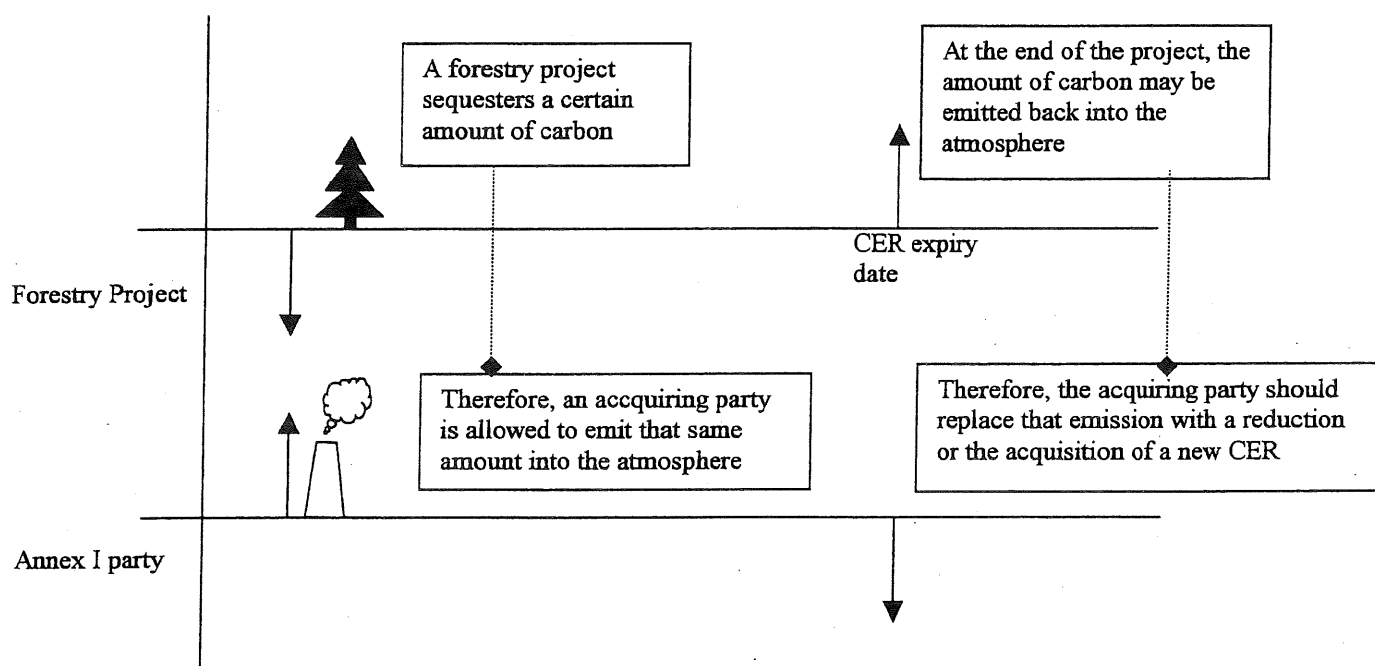 A forestry project
sequesters a certain
amount of carbon
At the end of the project, the
amount of carbon may be
emitted back into the
atmosphere
CER expiry
date
Forestry Project
Therefore, an accquiring party
is allowed to emit that same
amount into the atmosphere
Therefore, the acquiring party should
replace that emission with a reduction
or the acquisition of a new CER
Annex I party